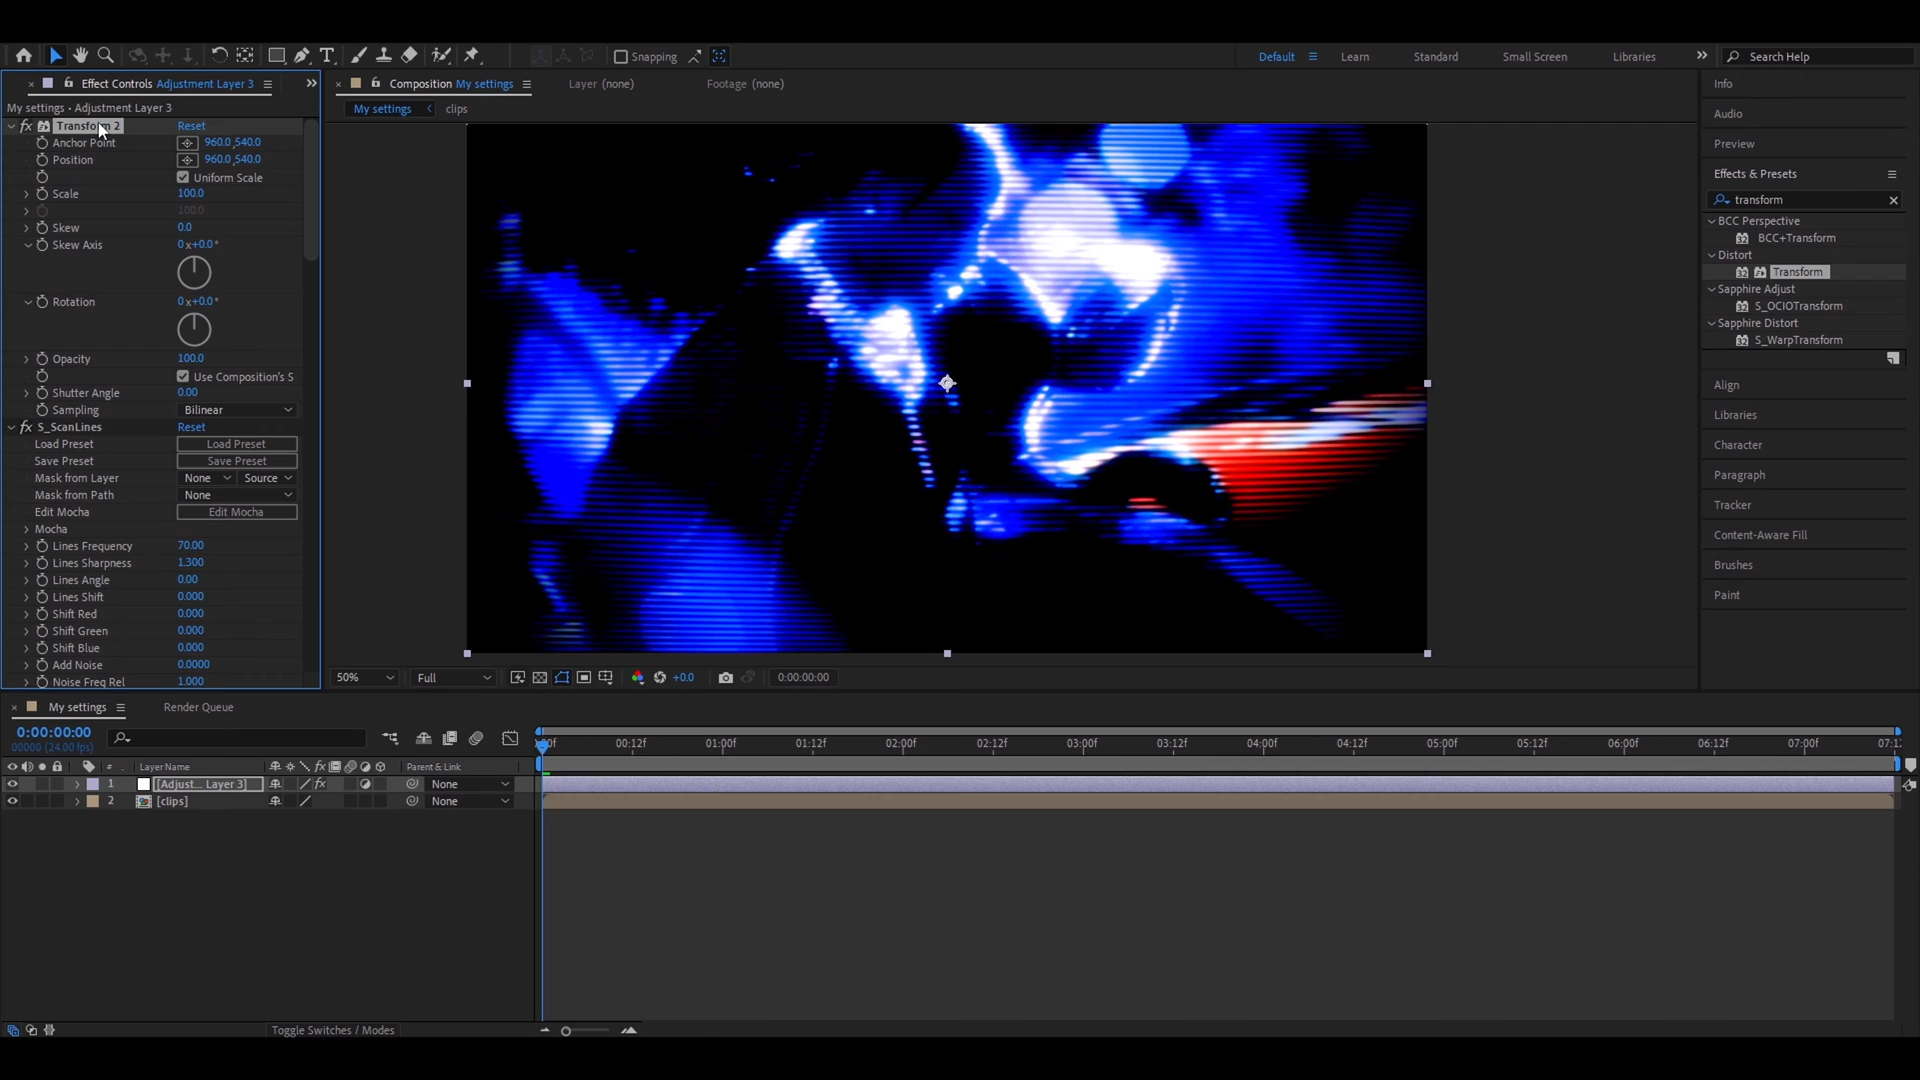 Snapping
Default
Learn
Standard
Small Screen
Libraries
Search Help
Effect Controls Adjustment Layer 3
Composition My settings
Layer (none)
Footage (none)
My settings • Adjustment Layer 3
My settings
clips
fx Transform 2 Reset
Anchor Point 960.0,540.0
Position 960.0,540.0
Uniform Scale
Scale 100.0
100.0
Skew 0.0
Skew Axis 0 x+0.0 °
Rotation 0 x+0.0 °
Opacity 100.0
Use Composition's S
Shutter Angle 0.00
Sampling Bilinear
fx S_ScanLines Reset
Load Preset Load Preset
Save Preset Save Preset
Mask from Layer None Source
Mask from Path None
Edit Mocha Edit Mocha
Mocha
Lines Frequency 70.00
Lines Sharpness 1.300
Lines Angle 0.00
Lines Shift 0.000
Shift Red 0.000
Shift Green 0.000
Shift Blue 0.000
Add Noise 0.0000
Noise Freq Rel 1.000
50% Full +0.0 0:00:00:00
Info
Audio
Preview
Effects & Presets
transform
BCC Perspective
BCC+Transform
Distort
Transform
Sapphire Adjust
S_OCIOTransform
Sapphire Distort
S_WarpTransform
Align
Libraries
Character
Paragraph
Tracker
Content-Aware Fill
Brushes
Paint
My settings
Render Queue
0:00:00:00
00000 (24.00 fps)
:00f 00:12f 01:00f 01:12f 02:00f 02:12f 03:00f 03:12f 04:00f 04:12f 05:00f 05:12f 06:00f 06:12f 07:00f 07:1
# Layer Name fx Parent & Link
1 [Adjust... Layer 3] fx None
2 [clips] None
Toggle Switches / Modes